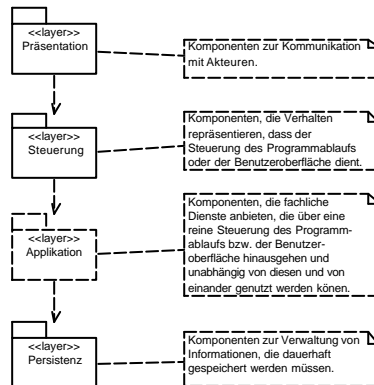 <<layer>>
Präsentation
Komponenten zur Kommunikation
mit Akteuren.
<<layer>>
Steuerung
Komponenten, die Verhalten
repräsentieren, dass der
Steuerung des Programmablaufs
oder der Benutzeroberfläche dient.
<<layer>>
Applikation
Komponenten, die fachliche
Dienste anbieten, die über eine
reine Steuerung des Programm-
ablaufs bzw. der Benutzer-
oberfläche hinausgehen und
unabhängig von diesen und von
einander genutzt werden könen.
<<layer>>
Persistenz
Komponenten zur Verwaltung von
Informationen, die dauerhaft
gespeichert werden müssen.